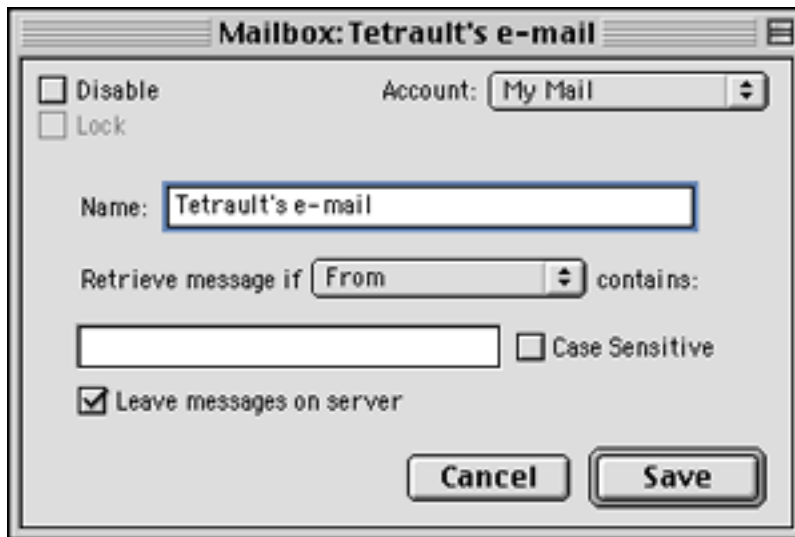 Mailbox: Tetrault's e-mail
Disable
Account: My Mail
Lock
Name: Tetrault's e-mail
Retrieve message if From contains:
Case Sensitive
Leave messages on server
Cancel Save